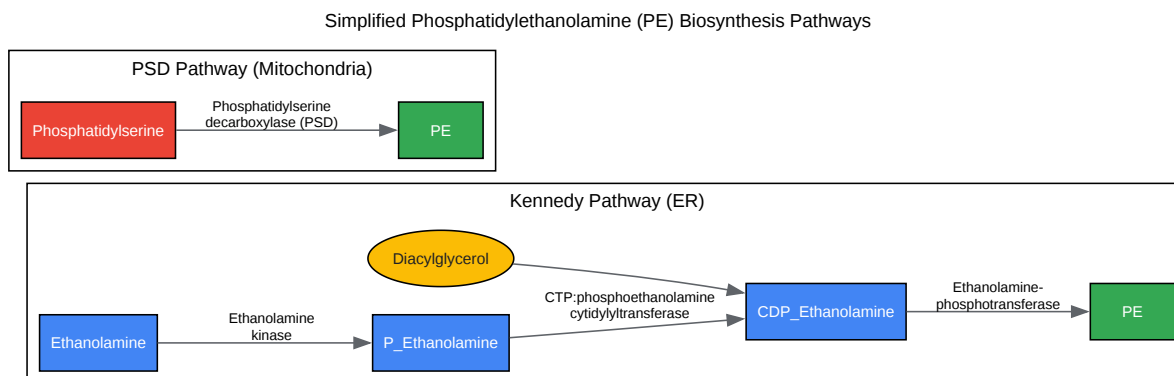 Simplified Phosphatidylethanolamine (PE) Biosynthesis Pathways
PSD Pathway (Mitochondria)
Phosphatidylserine
Phosphatidylserine
decarboxylase (PSD)
PE
Kennedy Pathway (ER)
Diacylglycerol
Ethanolamine
Ethanolamine
kinase
P_Ethanolamine
CTP:phosphoethanolamine
cytidylyltransferase
CDP_Ethanolamine
Ethanolamine-
phosphotransferase
PE